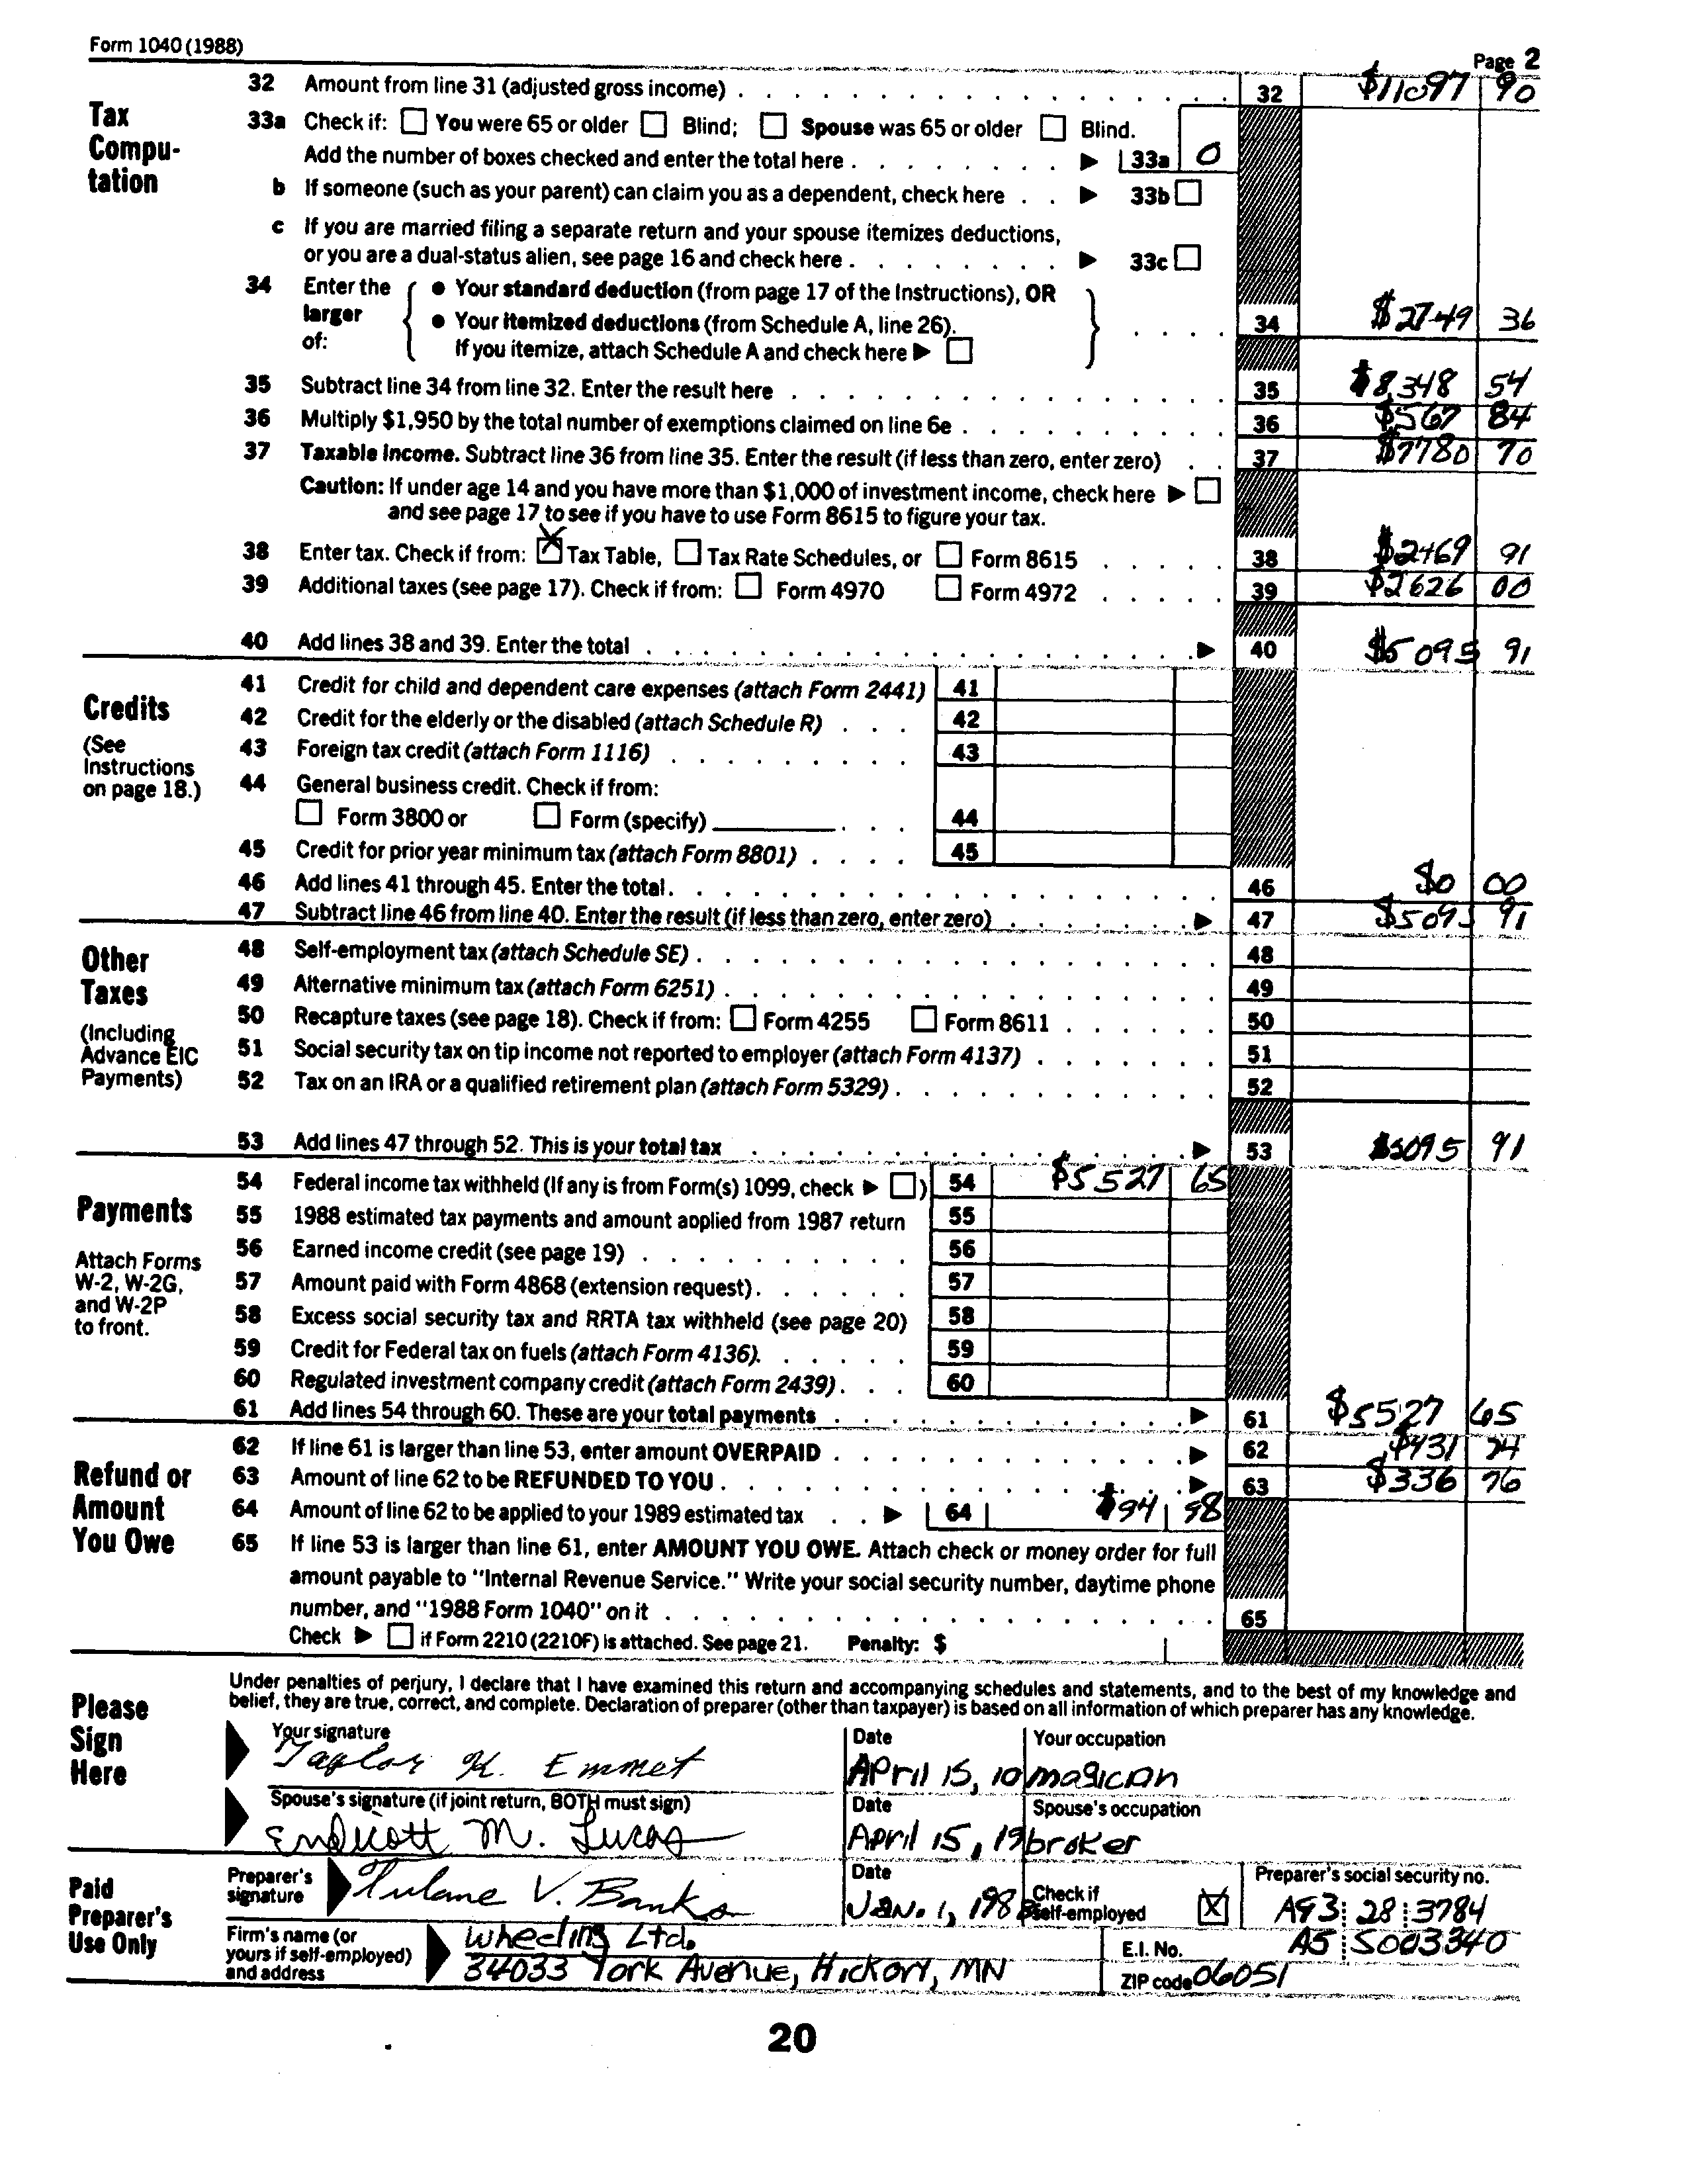 Form 1040 (1988)
Page 2
Tax Compu-tation
32 Amount from line 31 (adjusted gross income) 32 $11097 90
33a Check if: ☐ You were 65 or older ☐ Blind; ☐ Spouse was 65 or older ☐ Blind.
Add the number of boxes checked and enter the total here ▶ 33a 0
b If someone (such as your parent) can claim you as a dependent, check here ▶ 33b ☐
c If you are married filing a separate return and your spouse itemizes deductions,
or you are a dual-status alien, see page 16 and check here ▶ 33c ☐
34 Enter the larger of: { ● Your standard deduction (from page 17 of the Instructions), OR
● Your itemized deductions (from Schedule A, line 26). } 34 $2749 36
If you itemize, attach Schedule A and check here ▶ ☐
35 Subtract line 34 from line 32. Enter the result here 35 $8,348 54
36 Multiply $1,950 by the total number of exemptions claimed on line 6e 36 $567 84
37 Taxable income. Subtract line 36 from line 35. Enter the result (if less than zero, enter zero) 37 $7780 70
Caution: If under age 14 and you have more than $1,000 of investment income, check here ▶ ☐
and see page 17 to see if you have to use Form 8615 to figure your tax.
38 Enter tax. Check if from: ☒ Tax Table, ☐ Tax Rate Schedules, or ☐ Form 8615 38 $2469 91
39 Additional taxes (see page 17). Check if from: ☐ Form 4970 ☐ Form 4972 39 $2626 00
40 Add lines 38 and 39. Enter the total ▶ 40 $5095 91
Credits
(See Instructions on page 18.)
41 Credit for child and dependent care expenses (attach Form 2441) 41
42 Credit for the elderly or the disabled (attach Schedule R) 42
43 Foreign tax credit (attach Form 1116) 43
44 General business credit. Check if from:
☐ Form 3800 or ☐ Form (specify) 44
45 Credit for prior year minimum tax (attach Form 8801) 45
46 Add lines 41 through 45. Enter the total. 46 $0 00
47 Subtract line 46 from line 40. Enter the result (if less than zero, enter zero) ▶ 47 $5095 91
Other Taxes
(Including Advance EIC Payments)
48 Self-employment tax (attach Schedule SE) 48
49 Alternative minimum tax (attach Form 6251) 49
50 Recapture taxes (see page 18). Check if from: ☐ Form 4255 ☐ Form 8611 50
51 Social security tax on tip income not reported to employer (attach Form 4137) 51
52 Tax on an IRA or a qualified retirement plan (attach Form 5329) 52
53 Add lines 47 through 52. This is your total tax ▶ 53 $5095 91
Payments
Attach Forms W-2, W-2G, and W-2P to front.
54 Federal income tax withheld (If any is from Form(s) 1099, check ▶ ☐) 54 $5527 65
55 1988 estimated tax payments and amount applied from 1987 return 55
56 Earned income credit (see page 19) 56
57 Amount paid with Form 4868 (extension request) 57
58 Excess social security tax and RRTA tax withheld (see page 20) 58
59 Credit for Federal tax on fuels (attach Form 4136). 59
60 Regulated investment company credit (attach Form 2439) 60
61 Add lines 54 through 60. These are your total payments ▶ 61 $5527 65
Refund or Amount You Owe
62 If line 61 is larger than line 53, enter amount OVERPAID ▶ 62 $431 74
63 Amount of line 62 to be REFUNDED TO YOU ▶ 63 $336 76
64 Amount of line 62 to be applied to your 1989 estimated tax ▶ 64 $94 98
65 If line 53 is larger than line 61, enter AMOUNT YOU OWE. Attach check or money order for full
amount payable to "Internal Revenue Service." Write your social security number, daytime phone
number, and "1988 Form 1040" on it 65
Check ▶ ☐ if Form 2210 (2210F) is attached. See page 21. Penalty: $
Please Sign Here
Under penalties of perjury, I declare that I have examined this return and accompanying schedules and statements, and to the best of my knowledge and
belief, they are true, correct, and complete. Declaration of preparer (other than taxpayer) is based on all information of which preparer has any knowledge.
Your signature Date Your occupation
Taylor K. Emmet April 15, 10 magician
Spouse's signature (if joint return, BOTH must sign) Date Spouse's occupation
Endicott M. Lucas April 15, 19 broker
Paid Preparer's Use Only
Preparer's signature Tulane V. Banks Date Jan. 1, 198 Check if self-employed ☒ Preparer's social security no. A93 28 3784
Firm's name (or yours if self-employed) and address Wheeling Ltd. E.I. No. A5 S003340
34033 York Avenue, Hickory, MN ZIP code 06051
20